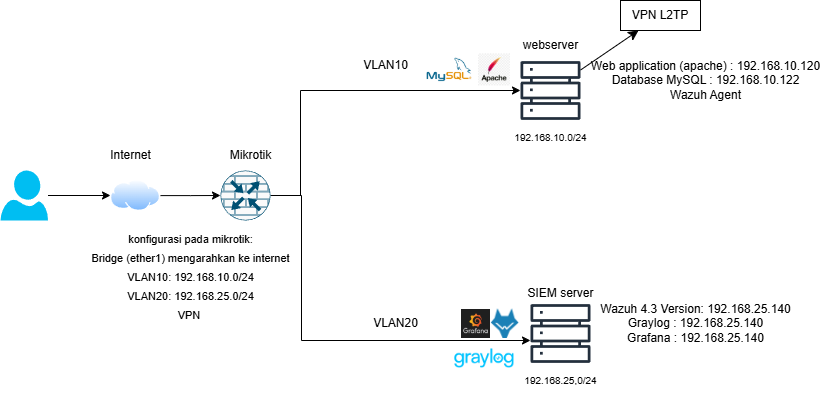 VPN L2TP
webserver
VLAN10
MySQL
Apache
Web application (apache) : 192.168.10.120
Database MySQL : 192.168.10.122
Wazuh Agent
192.168.10.0/24
Internet
Mikrotik
konfigurasi pada mikrotik:
Bridge (ether1) mengarahkan ke internet
VLAN10: 192.168.10.0/24
VLAN20: 192.168.25.0/24
VPN
SIEM server
VLAN20
Grafana
graylog
Wazuh 4.3 Version: 192.168.25.140
Graylog : 192.168.25.140
Grafana : 192.168.25.140
192.168.25,0/24